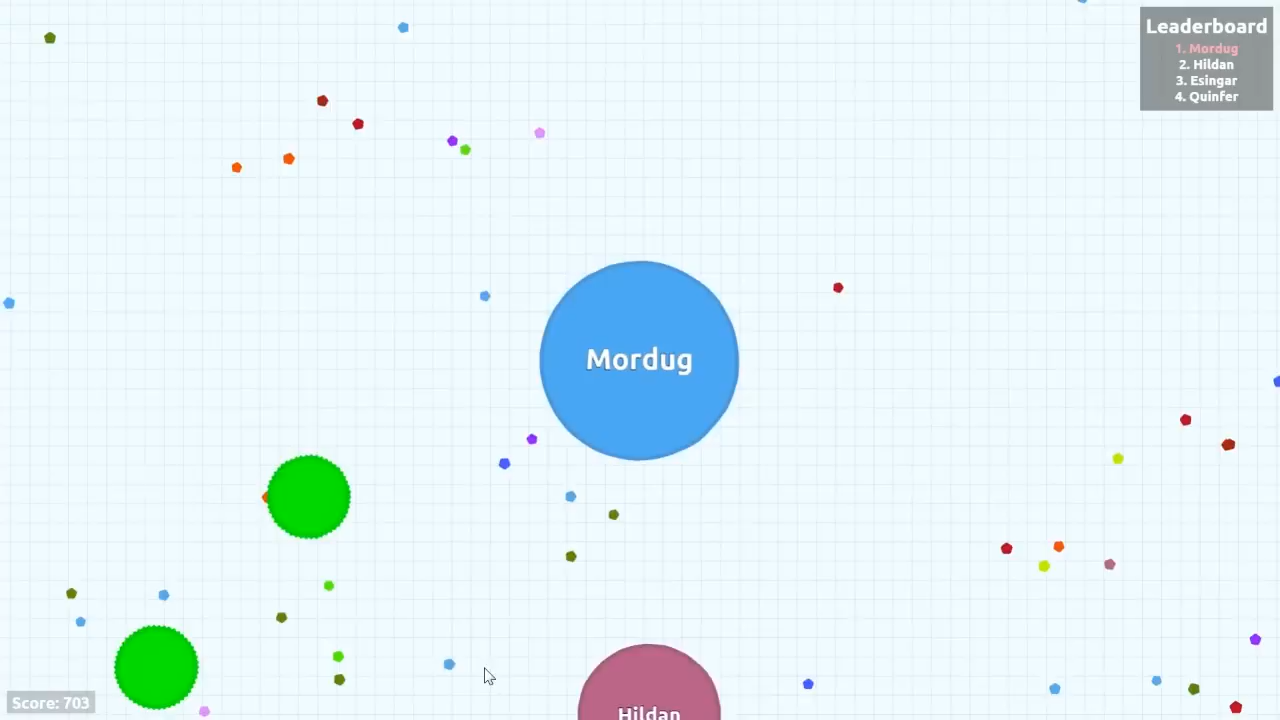 Leaderboard
1. Mordug
2. Hildan
3. Esingar
4. Quinfer
Mordug
Score: 703
Hildan